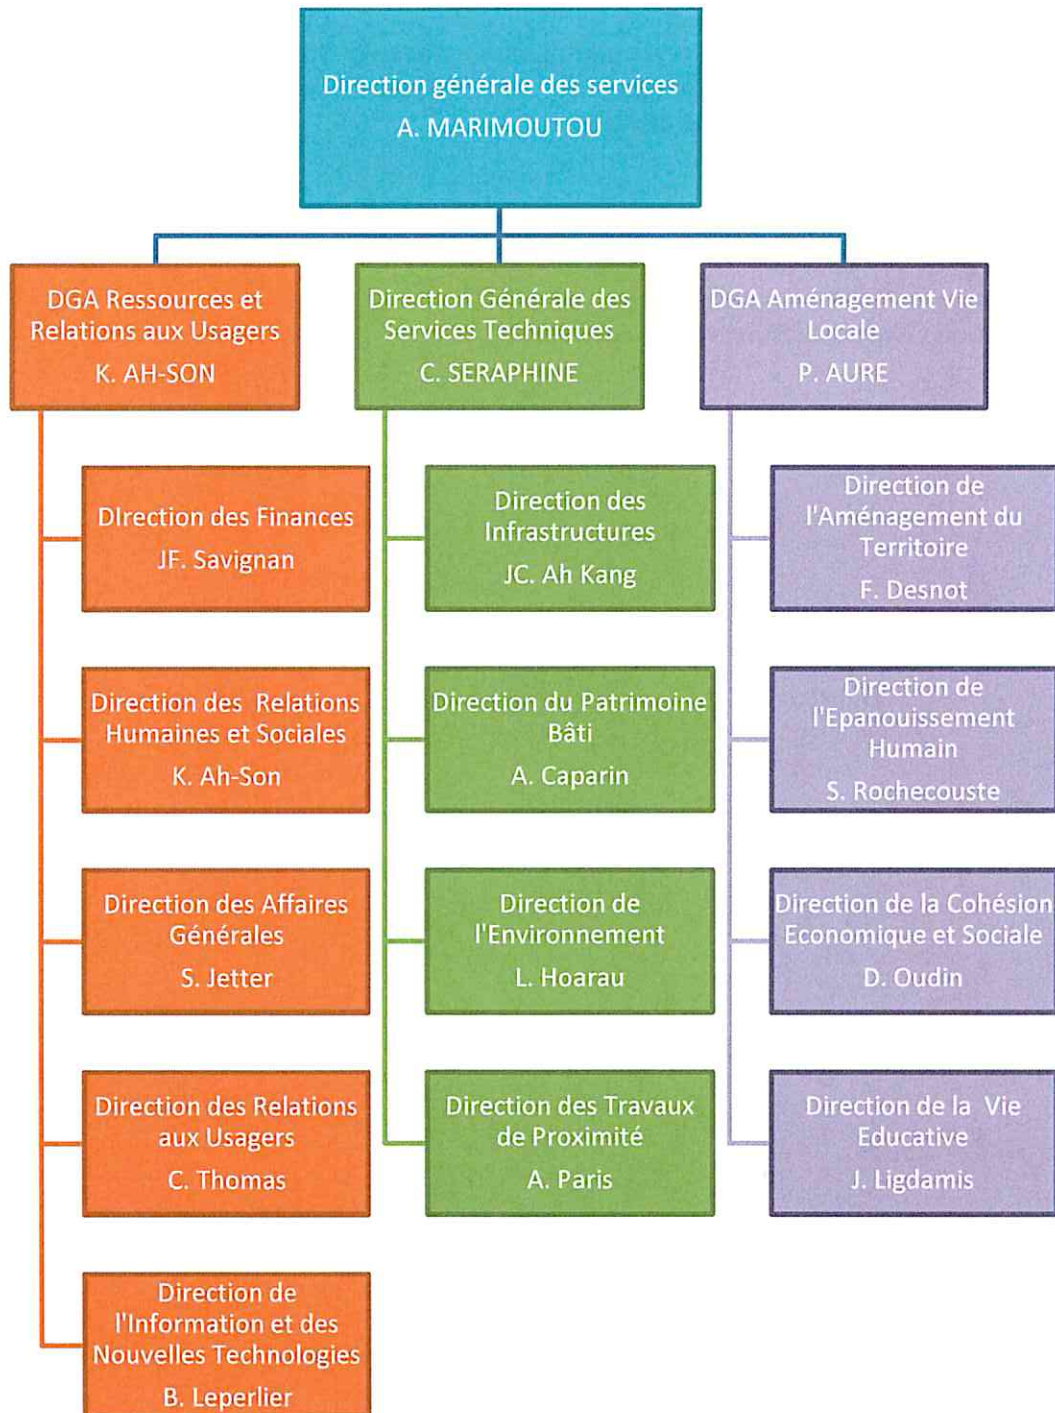 Direction générale des services
A. MARIMOUTOU
DGA Ressources et
Relations aux Usagers
K. AH-SON
DIrection des Finances
JF. Savignan
Direction des Relations
Humaines et Sociales
K. Ah-Son
Direction des Affaires
Générales
S. Jetter
Direction des Relations
aux Usagers
C. Thomas
Direction de
l'Information et des
Nouvelles Technologies
B. Leperlier
Direction Générale des
Services Techniques
C. SERAPHINE
Direction des
Infrastructures
JC. Ah Kang
Direction du Patrimoine
Bâti
A. Caparin
Direction de
l'Environnement
L. Hoarau
Direction des Travaux
de Proximité
A. Paris
DGA Aménagement Vie
Locale
P. AURE
Direction de
l'Aménagement du
Territoire
F. Desnot
Direction de
l'Epanouissement
Humain
S. Rochecouste
Direction de la Cohésion
Economique et Sociale
D. Oudin
Direction de la Vie
Educative
J. Ligdamis